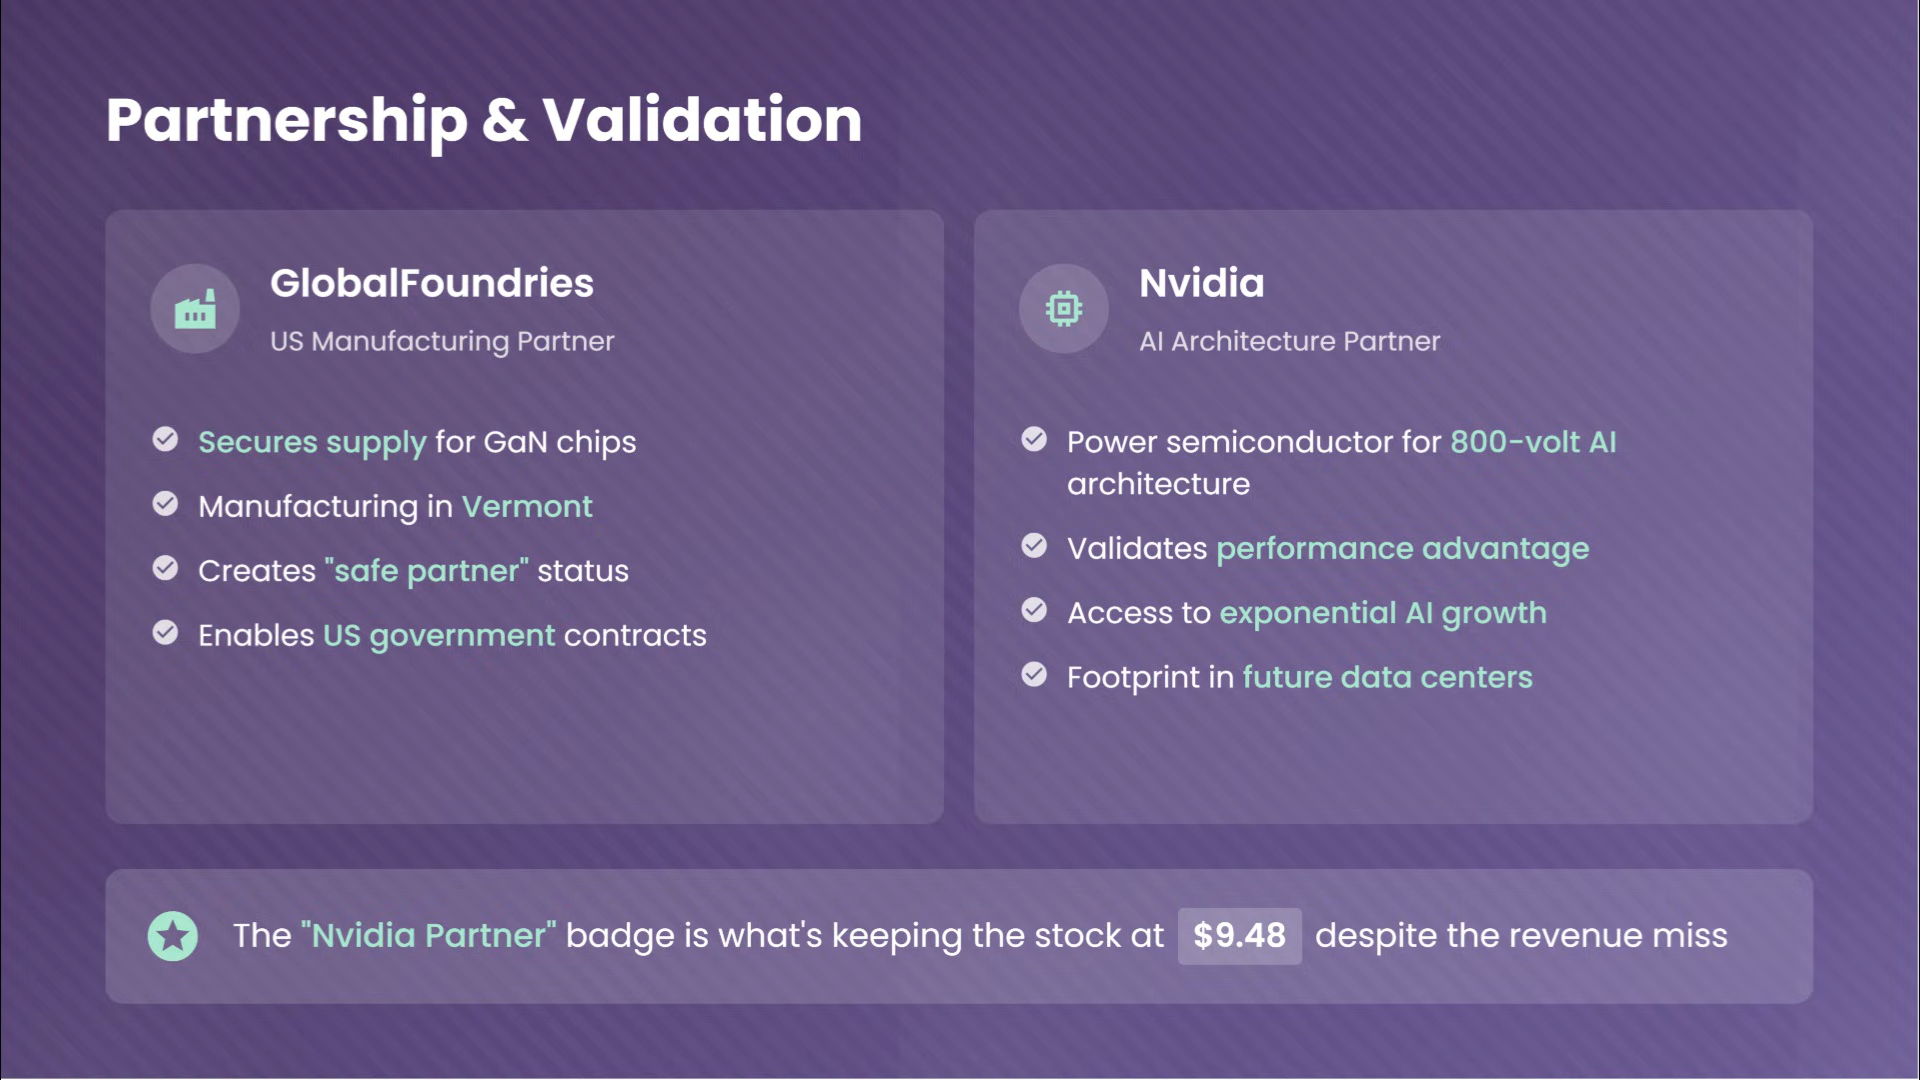 Partnership & Validation
GlobalFoundries
US Manufacturing Partner
Secures supply for GaN chips
Manufacturing in Vermont
Creates "safe partner" status
Enables US government contracts
Nvidia
AI Architecture Partner
Power semiconductor for 800-volt AI
architecture
Validates performance advantage
Access to exponential AI growth
Footprint in future data centers
The "Nvidia Partner" badge is what's keeping the stock at $9.48 despite the revenue miss